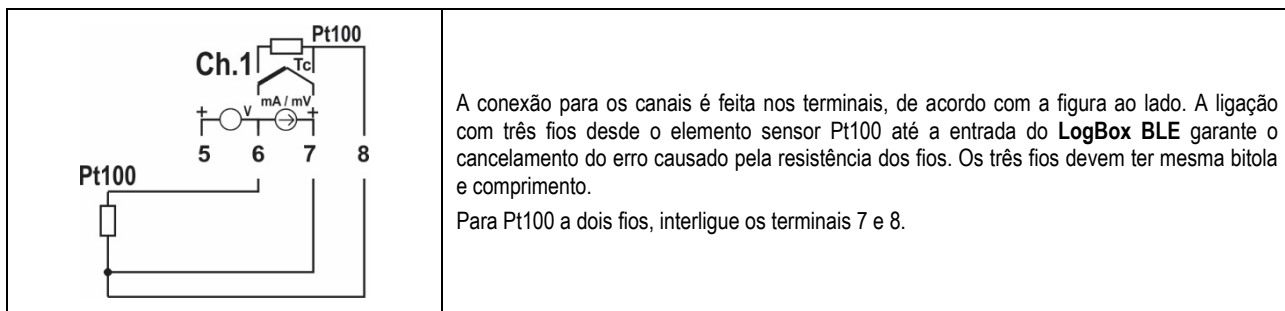 Pt100
Ch.1
Tc
mA / mV
+ V +
5 6 7 8
Pt100
A conexão para os canais é feita nos terminais, de acordo com a figura ao lado. A ligação
com três fios desde o elemento sensor Pt100 até a entrada do LogBox BLE garante o
cancelamento do erro causado pela resistência dos fios. Os três fios devem ter mesma bitola
e comprimento.
Para Pt100 a dois fios, interligue os terminais 7 e 8.